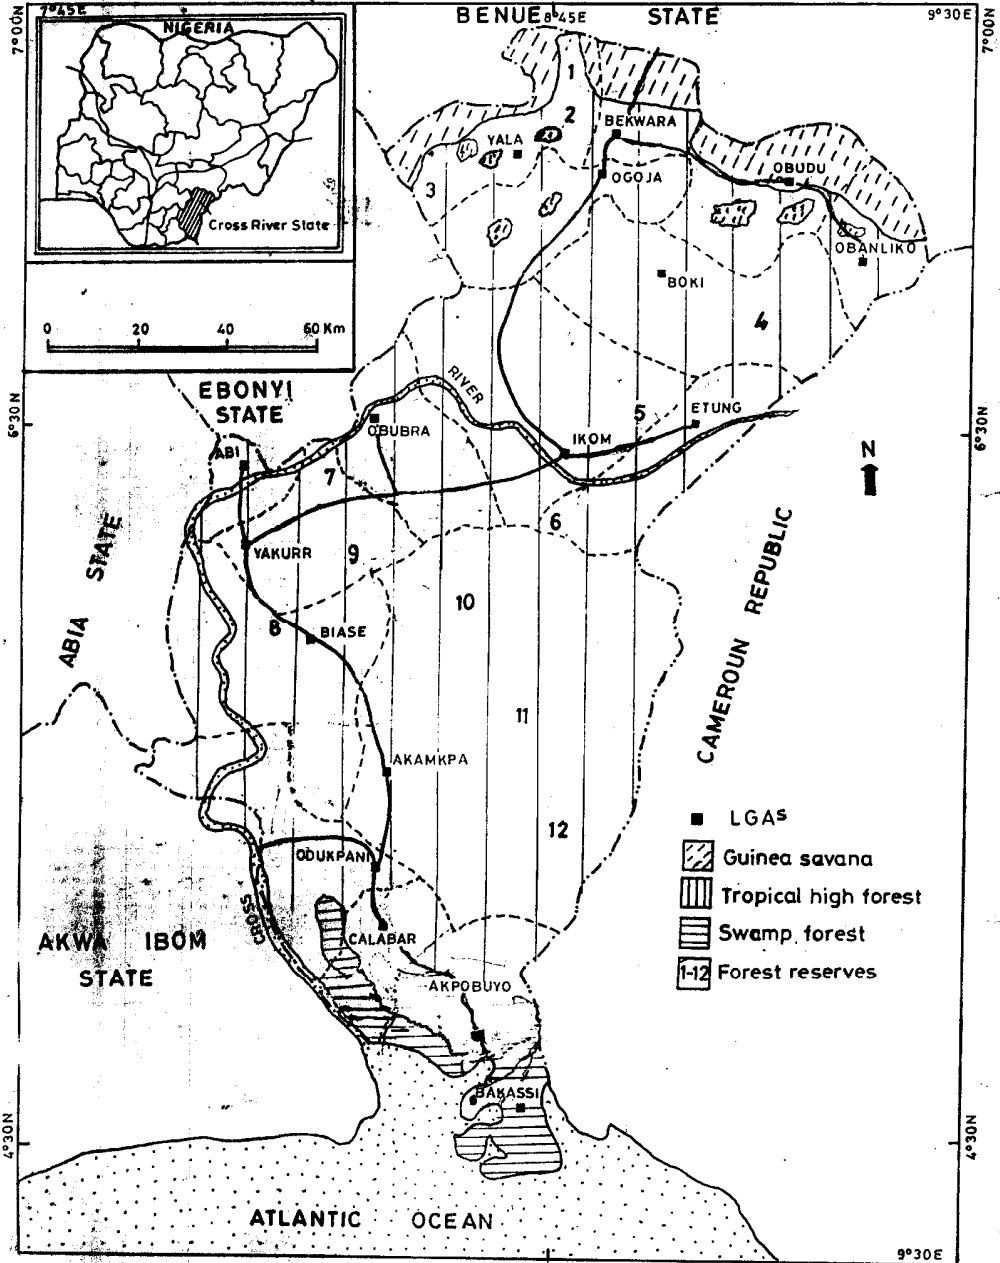 7°45E
BENUE 8°45E STATE
9°30E
7°00N
7°00N
NIGERIA
Cross River State
0 20 40 60 Km
1
2
BEKWARA
YALA
OGOJA
OBUDU
3
OBANLIKO
BOKI
4
EBONYI
STATE
RIVER
6°30N
6°30N
OBUBRA
5
ETUNG
IKOM
ABI
7
N
6
YAKURR
9
ABIA STATE
CAMEROUN REPUBLIC
10
8
BIASE
11
AKAMKPA
12
ODUKPANI
CROSS
AKWA IBOM
STATE
CALABAR
AKPOBUYO
BAKASSI
LGAs
Guinea savana
Tropical high forest
Swamp forest
1-12 Forest reserves
4°30N
4°30N
ATLANTIC OCEAN
9°30E